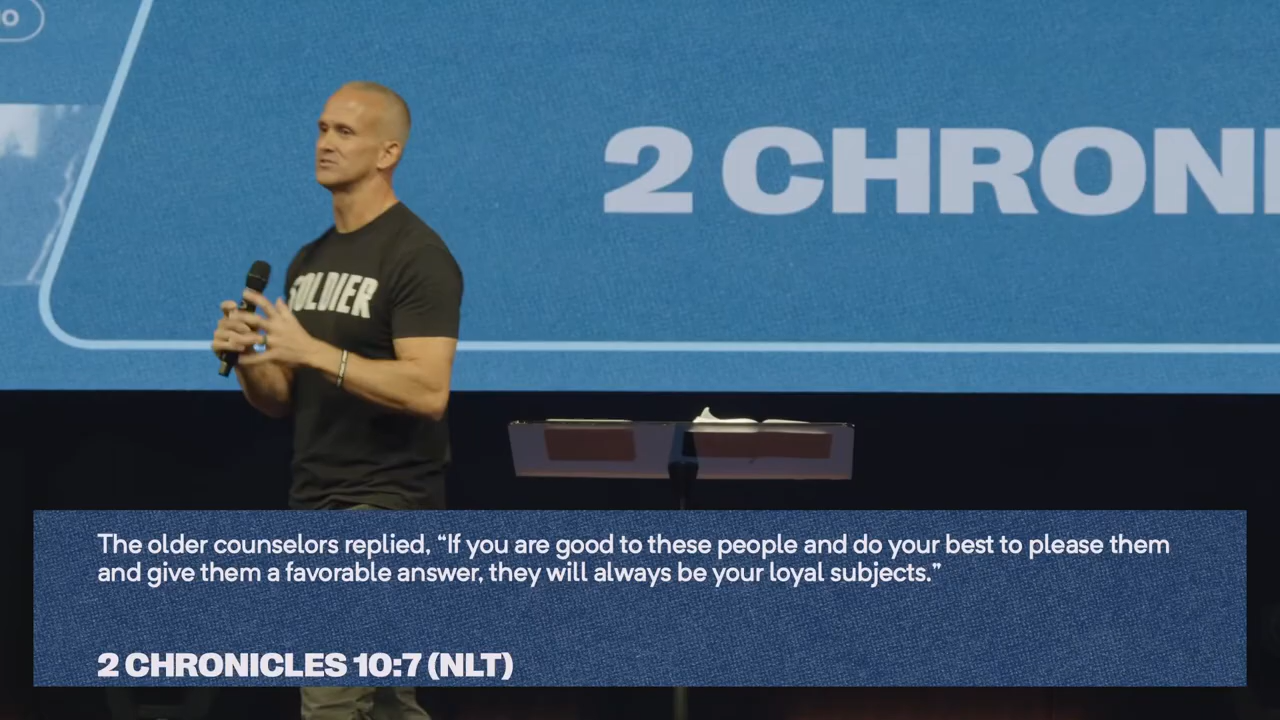 2 CHRONI
SOLDIER
The older counselors replied, “If you are good to these people and do your best to please them
and give them a favorable answer, they will always be your loyal subjects.”
2 CHRONICLES 10:7 (NLT)